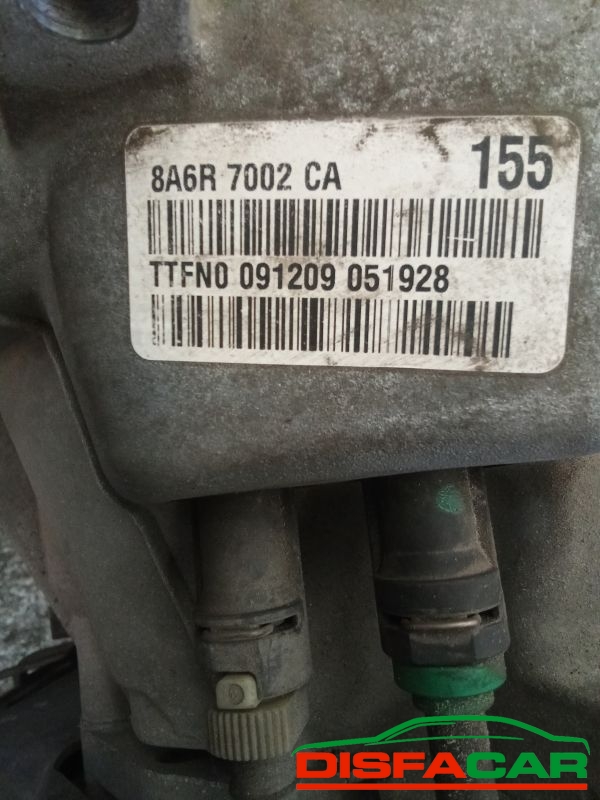 8A6R 7002 CA
155
TTFN0 091209 051928
DISFACAR